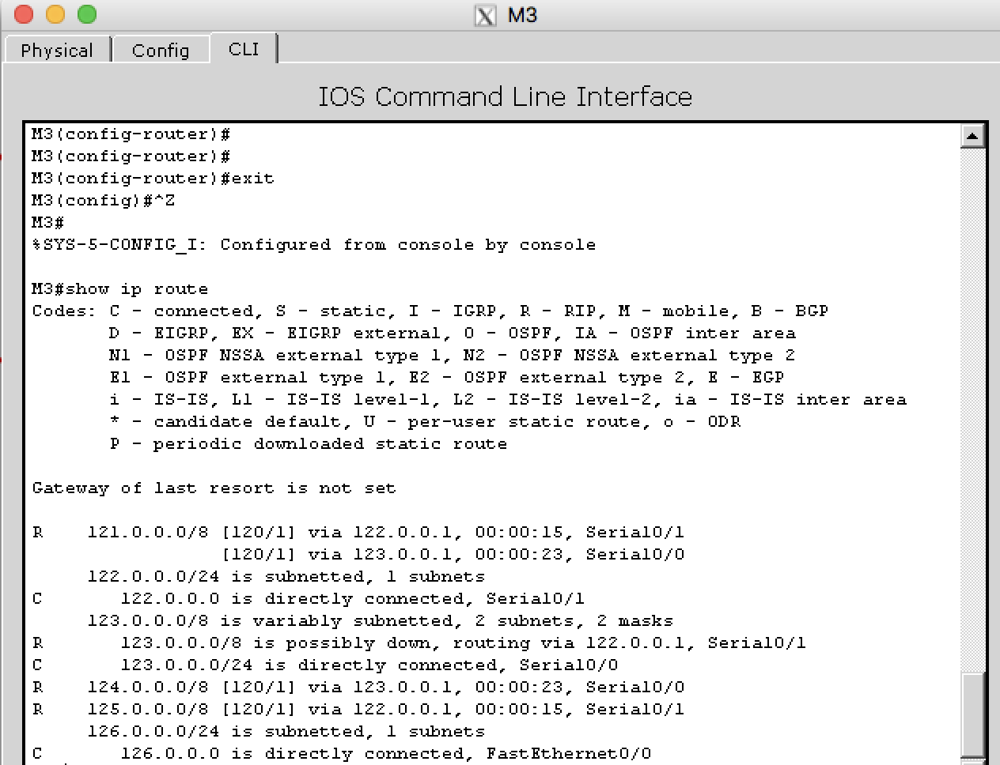 M3
Physical
Config
CLI
IOS Command Line Interface
M3(config-router)#
M3(config-router)#
M3(config-router)#exit
M3(config)#^Z
M3#
%SYS-5-CONFIG_I: Configured from console by console
M3#show ip route
Codes: C - connected, S - static, I - IGRP, R - RIP, M - mobile, B - BGP
D - EIGRP, EX - EIGRP external, O - OSPF, IA - OSPF inter area
N1 - OSPF NSSA external type 1, N2 - OSPF NSSA external type 2
E1 - OSPF external type 1, E2 - OSPF external type 2, E - EGP
i - IS-IS, L1 - IS-IS level-1, L2 - IS-IS level-2, ia - IS-IS inter area
* - candidate default, U - per-user static route, o - ODR
P - periodic downloaded static route
Gateway of last resort is not set
R 121.0.0.0/8 [120/1] via 122.0.0.1, 00:00:15, Serial0/1
[120/1] via 123.0.0.1, 00:00:23, Serial0/0
122.0.0.0/24 is subnetted, 1 subnets
C 122.0.0.0 is directly connected, Serial0/1
123.0.0.0/8 is variably subnetted, 2 subnets, 2 masks
R 123.0.0.0/8 is possibly down, routing via 122.0.0.1, Serial0/1
C 123.0.0.0/24 is directly connected, Serial0/0
R 124.0.0.0/8 [120/1] via 123.0.0.1, 00:00:23, Serial0/0
R 125.0.0.0/8 [120/1] via 122.0.0.1, 00:00:15, Serial0/1
126.0.0.0/24 is subnetted, 1 subnets
C 126.0.0.0 is directly connected, FastEthernet0/0